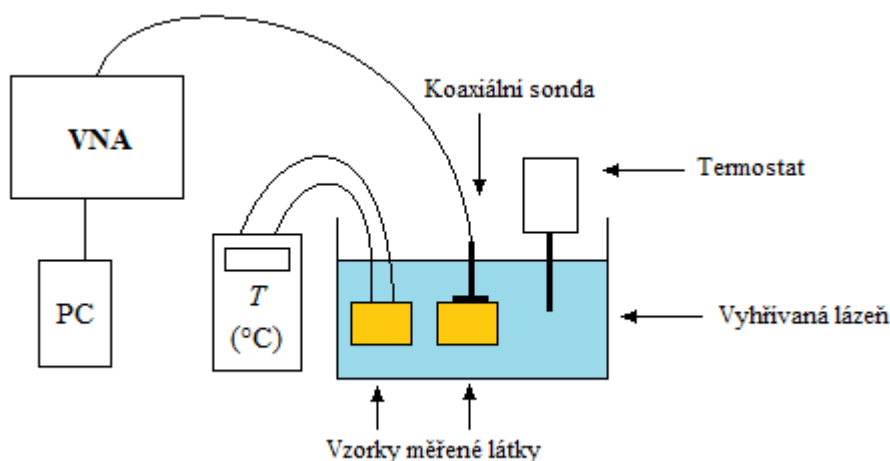 Koaxiální sonda
VNA
Termostat
PC
T
(°C)
Vyhřívaná lázeň
Vzorky měřené látky